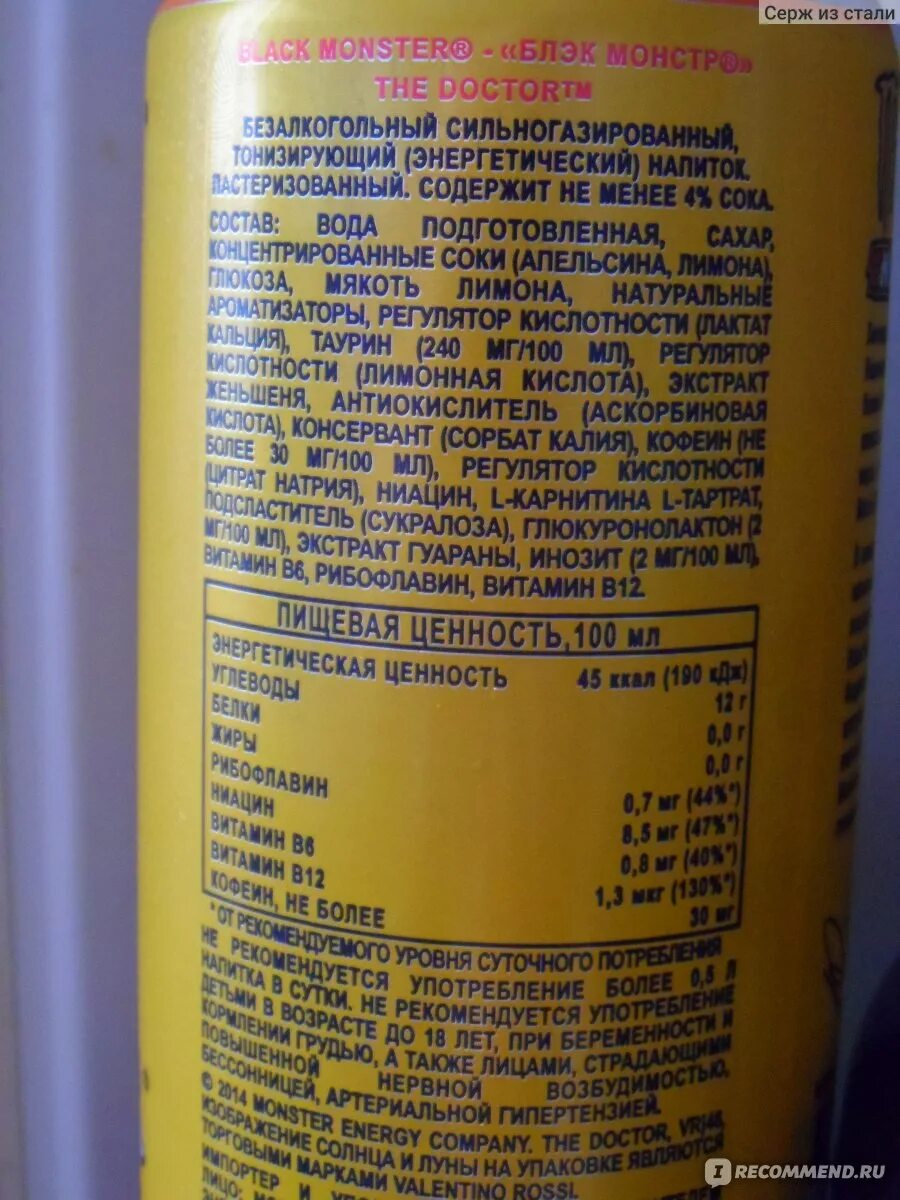 Серж из стали
BLACK MONSTER® - «БЛЭК МОНСТР®»
THE DOCTOR™
БЕЗАЛКОГОЛЬНЫЙ СИЛЬНОГАЗИРОВАННЫЙ,
ТОНИЗИРУЮЩИЙ (ЭНЕРГЕТИЧЕСКИЙ) НАПИТОК.
ПАСТЕРИЗОВАННЫЙ. СОДЕРЖИТ НЕ МЕНЕЕ 4% СОКА.
СОСТАВ: ВОДА ПОДГОТОВЛЕННАЯ, САХАР,
КОНЦЕНТРИРОВАННЫЕ СОКИ (АПЕЛЬСИНА, ЛИМОНА),
ГЛЮКОЗА, МЯКОТЬ ЛИМОНА, НАТУРАЛЬНЫЕ
АРОМАТИЗАТОРЫ, РЕГУЛЯТОР КИСЛОТНОСТИ (ЛАКТАТ
КАЛЬЦИЯ), ТАУРИН (240 МГ/100 МЛ), РЕГУЛЯТОР
КИСЛОТНОСТИ (ЛИМОННАЯ КИСЛОТА), ЭКСТРАКТ
ЖЕНЬШЕНЯ, АНТИОКИСЛИТЕЛЬ (АСКОРБИНОВАЯ
КИСЛОТА), КОНСЕРВАНТ (СОРБАТ КАЛИЯ), КОФЕИН (НЕ
БОЛЕЕ 30 МГ/100 МЛ), РЕГУЛЯТОР КИСЛОТНОСТИ
(ЦИТРАТ НАТРИЯ), НИАЦИН, L-КАРНИТИНА L-ТАРТРАТ,
ПОДСЛАСТИТЕЛЬ (СУКРАЛОЗА), ГЛЮКУРОНОЛАКТОН (2
МГ/100 МЛ), ЭКСТРАКТ ГУАРАНЫ, ИНОЗИТ (2 МГ/100 МЛ),
ВИТАМИН В6, РИБОФЛАВИН, ВИТАМИН В12.
ПИЩЕВАЯ ЦЕННОСТЬ, 100 мл
ЭНЕРГЕТИЧЕСКАЯ ЦЕННОСТЬ 45 ккал (190 кДж)
УГЛЕВОДЫ 12 г
БЕЛКИ 0,0 г
ЖИРЫ 0,0 г
РИБОФЛАВИН 0,7 мг (44%*)
НИАЦИН 8,5 мг (47%*)
ВИТАМИН В6 0,8 мг (40%*)
ВИТАМИН В12 1,3 мкг (130%*)
КОФЕИН, НЕ БОЛЕЕ 30 мг
*ОТ РЕКОМЕНДУЕМОГО УРОВНЯ СУТОЧНОГО ПОТРЕБЛЕНИЯ
НЕ РЕКОМЕНДУЕТСЯ УПОТРЕБЛЕНИЕ БОЛЕЕ 0,5 Л
НАПИТКА В СУТКИ. НЕ РЕКОМЕНДУЕТСЯ УПОТРЕБЛЕНИЕ
ДЕТЬМИ В ВОЗРАСТЕ ДО 18 ЛЕТ, ПРИ БЕРЕМЕННОСТИ И
КОРМЛЕНИИ ГРУДЬЮ, А ТАКЖЕ ЛИЦАМИ, СТРАДАЮЩИМИ
ПОВЫШЕННОЙ НЕРВНОЙ ВОЗБУДИМОСТЬЮ,
БЕССОННИЦЕЙ, АРТЕРИАЛЬНОЙ ГИПЕРТЕНЗИЕЙ.
© 2014 MONSTER ENERGY COMPANY. THE DOCTOR, VR|46,
ИЗОБРАЖЕНИЕ СОЛНЦА И ЛУНЫ НА УПАКОВКЕ ЯВЛЯЮТСЯ
ТОРГОВЫМИ МАРКАМИ VALENTINO ROSSI.
ИМПОРТЕР И
ЛИЦО:
IRECOMMEND.RU